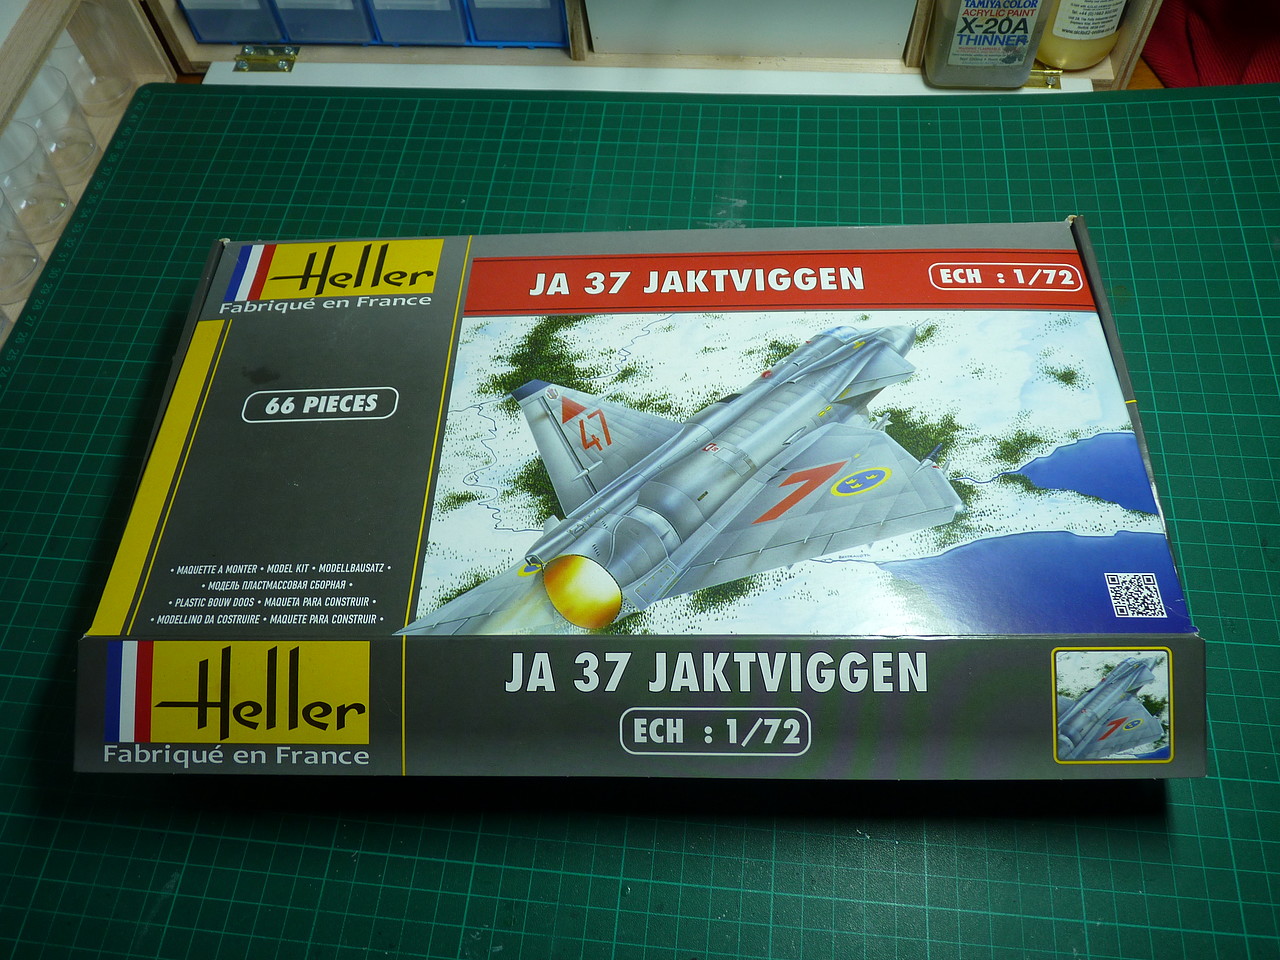 TAMIYA COLOR
ACRYLIC PAINT
X-20A
THINNER
Heller
Fabriqué en France
JA 37 JAKTVIGGEN
ECH : 1/72
66 PIECES
47
7
• MAQUETTE A MONTER • MODEL KIT • MODELLBAUSATZ •
• МОДЕЛЬ ПЛАСТМАССОВАЯ СБОРНАЯ •
• PLASTIC BOUW DOOS • MAQUETA PARA CONSTRUIR •
• MODELLINO DA COSTRUIRE • MAQUETE PARA CONSTRUIR •
Heller
Fabriqué en France
JA 37 JAKTVIGGEN
ECH : 1/72
7